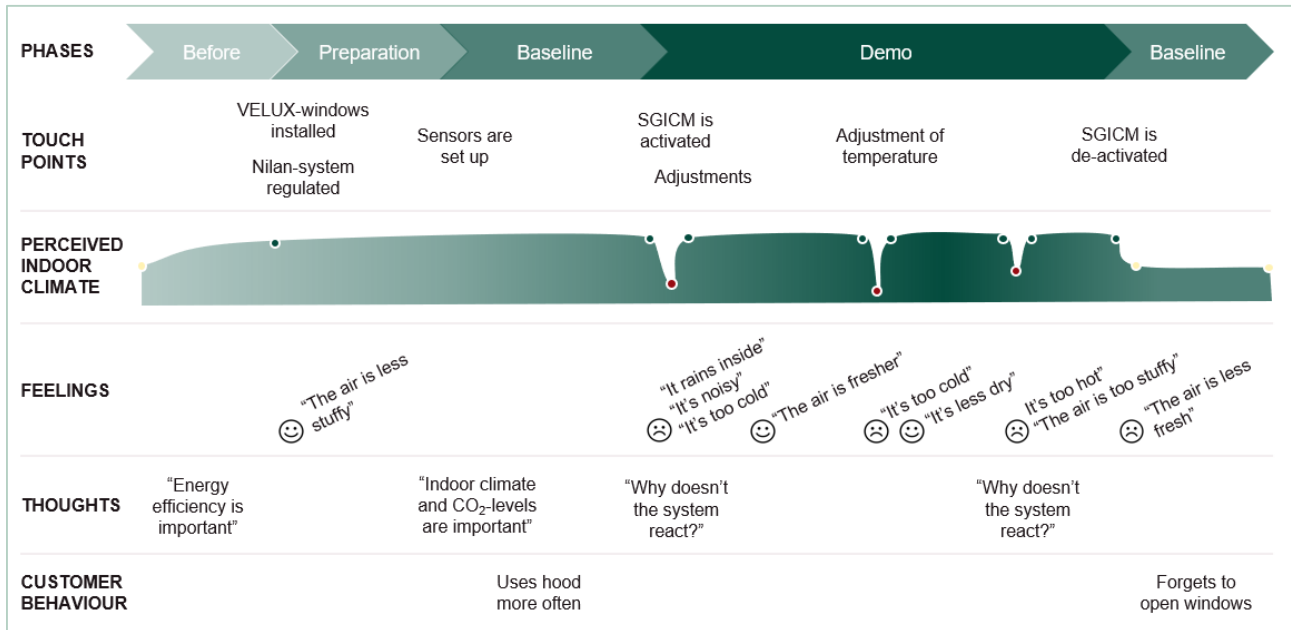 PHASES
Before
Preparation
Baseline
Demo
Baseline
TOUCH
POINTS
VELUX-windows
installed
Nilan-system
regulated
Sensors are
set up
SGICM is
activated
Adjustments
Adjustment of
temperature
SGICM is
de-activated
PERCEIVED
INDOOR
CLIMATE
FEELINGS
“The air is less
stuffy”
“It rains inside”
“It’s noisy”
“It’s too cold”
“The air is fresher”
“It’s too cold”
“It’s less dry”
It’s too hot”
“The air is too stuffy”
“The air is less
fresh”
THOUGHTS
“Energy
efficiency is
important”
“Indoor climate
and CO₂-levels
are important”
“Why doesn’t
the system
react?”
“Why doesn’t
the system
react?”
CUSTOMER
BEHAVIOUR
Uses hood
more often
Forgets to
open windows